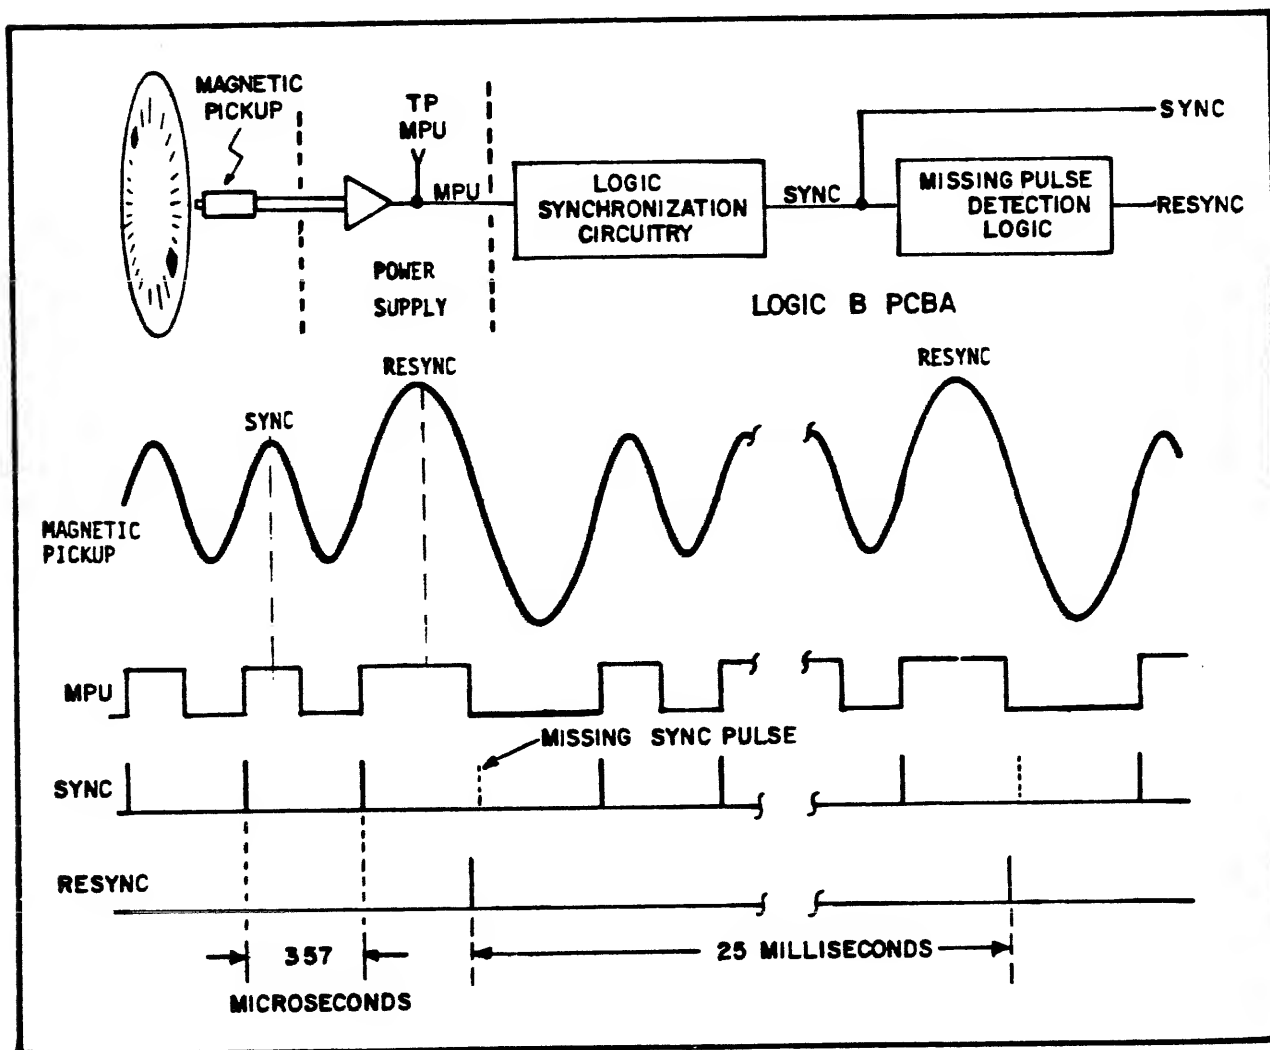 MAGNETIC
PICKUP
TP
MPU
MPU
LOGIC
SYNCHRONIZATION
CIRCUITRY
SYNC
SYNC
MISSING PULSE
DETECTION
LOGIC
RESYNC
POWER
SUPPLY
LOGIC B PCBA
RESYNC
RESYNC
SYNC
MAGNETIC
PICKUP
MPU
MISSING SYNC PULSE
SYNC
RESYNC
357
MICROSECONDS
25 MILLISECONDS